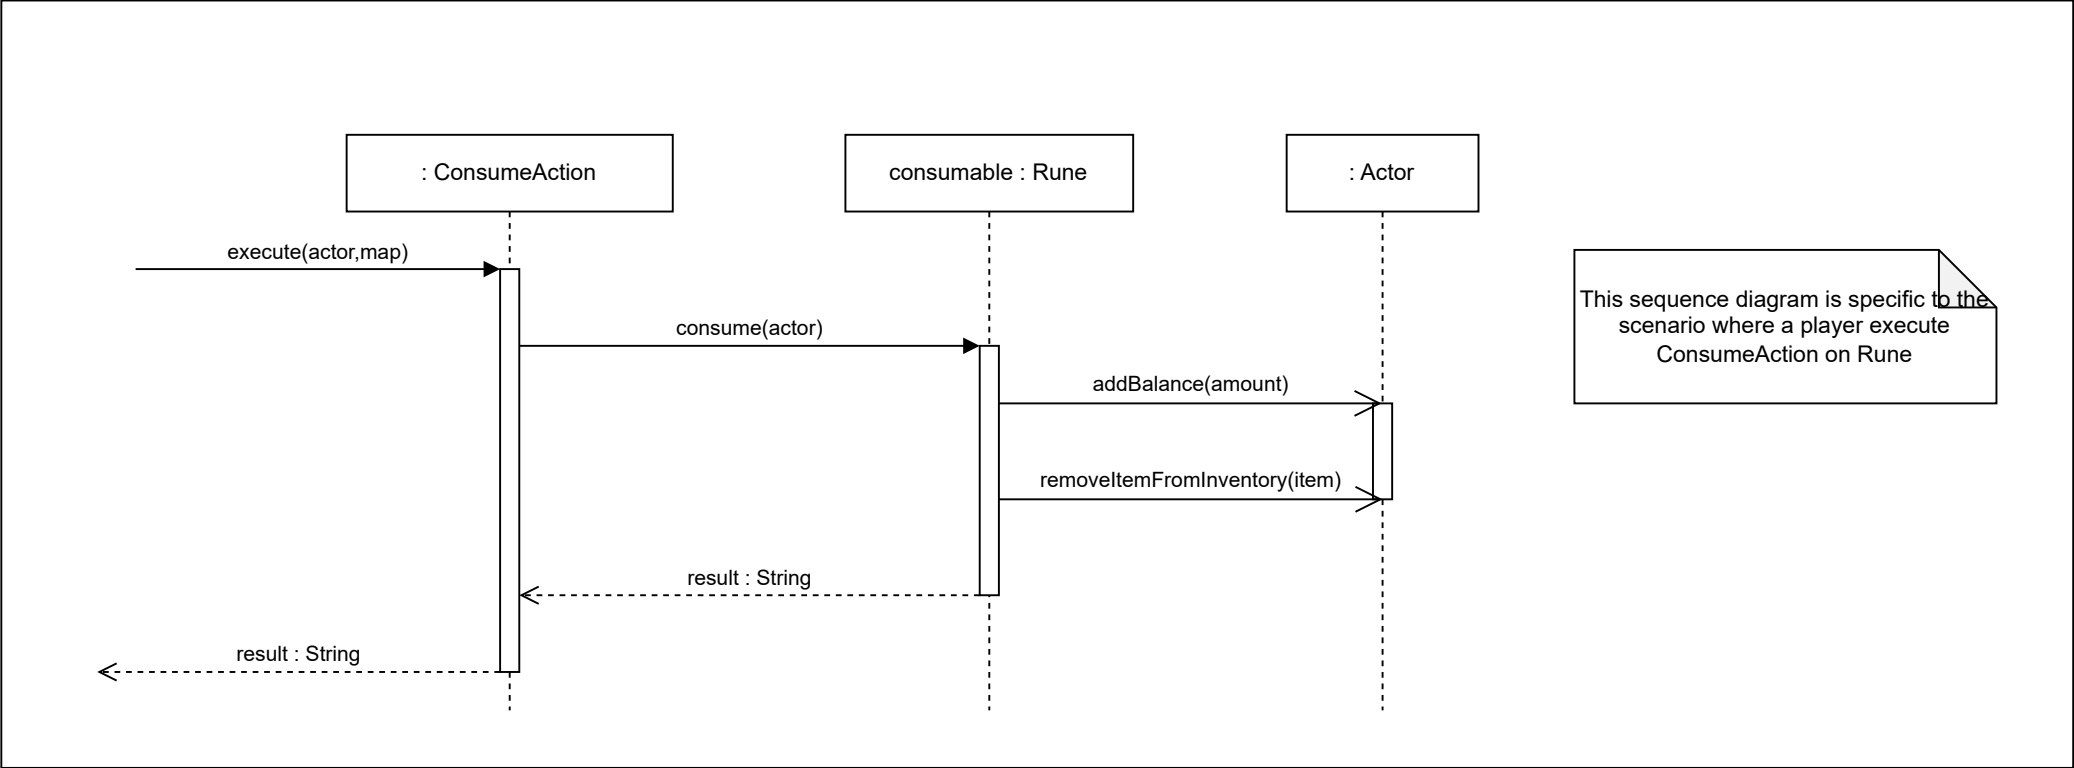 : ConsumeAction
consumable : Rune
: Actor
execute(actor,map)
consume(actor)
This sequence diagram is specific to the
scenario where a player execute
ConsumeAction on Rune
addBalance(amount)
removeItemFromInventory(item)
result : String
result : String